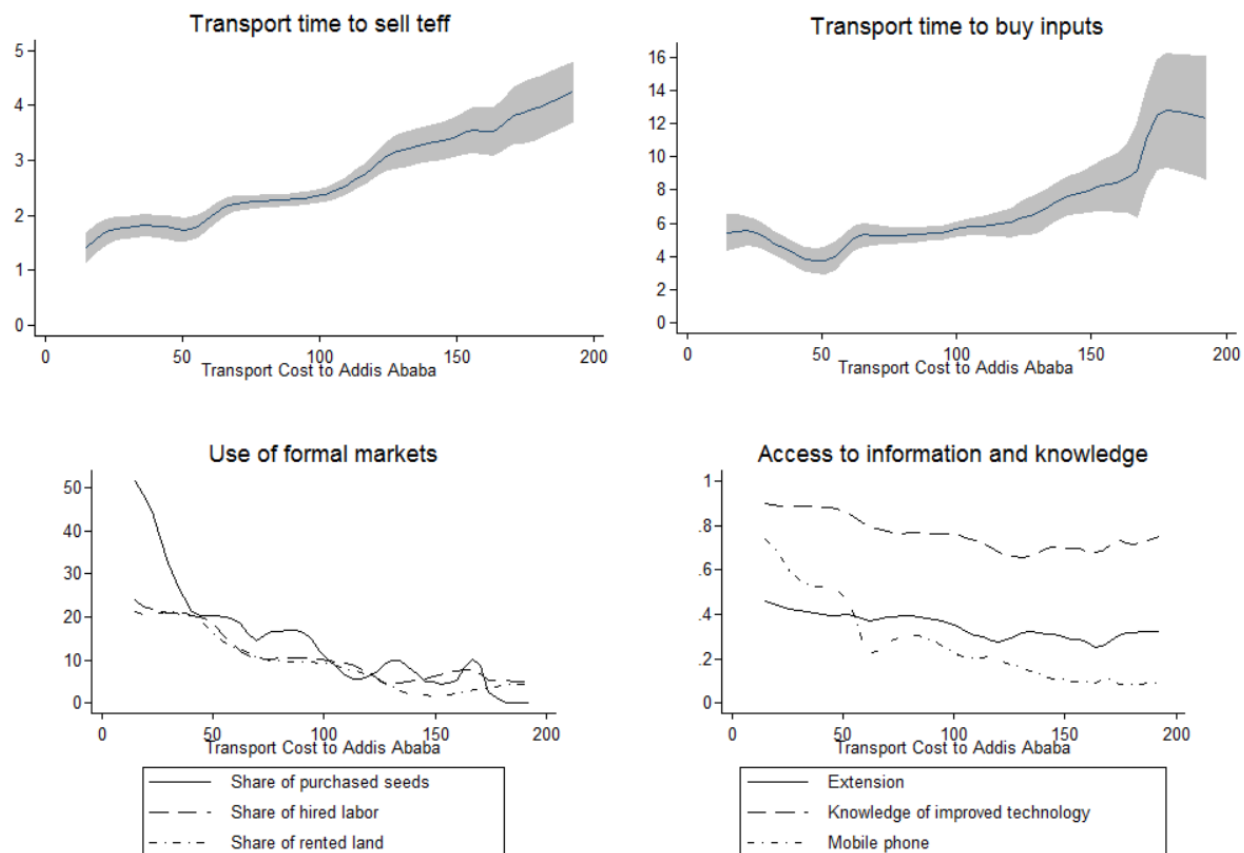 Transport time to sell teff
5
4
3
2
1
0
0 50 100 150 200
Transport Cost to Addis Ababa
Transport time to buy inputs
16
14
12
10
8
6
4
2
0
0 50 100 150 200
Transport Cost to Addis Ababa
Use of formal markets
50
40
30
20
10
0
0 50 100 150 200
Transport Cost to Addis Ababa
Share of purchased seeds
Share of hired labor
Share of rented land
Access to information and knowledge
1
.8
.6
.4
.2
0
0 50 100 150 200
Transport Cost to Addis Ababa
Extension
Knowledge of improved technology
Mobile phone